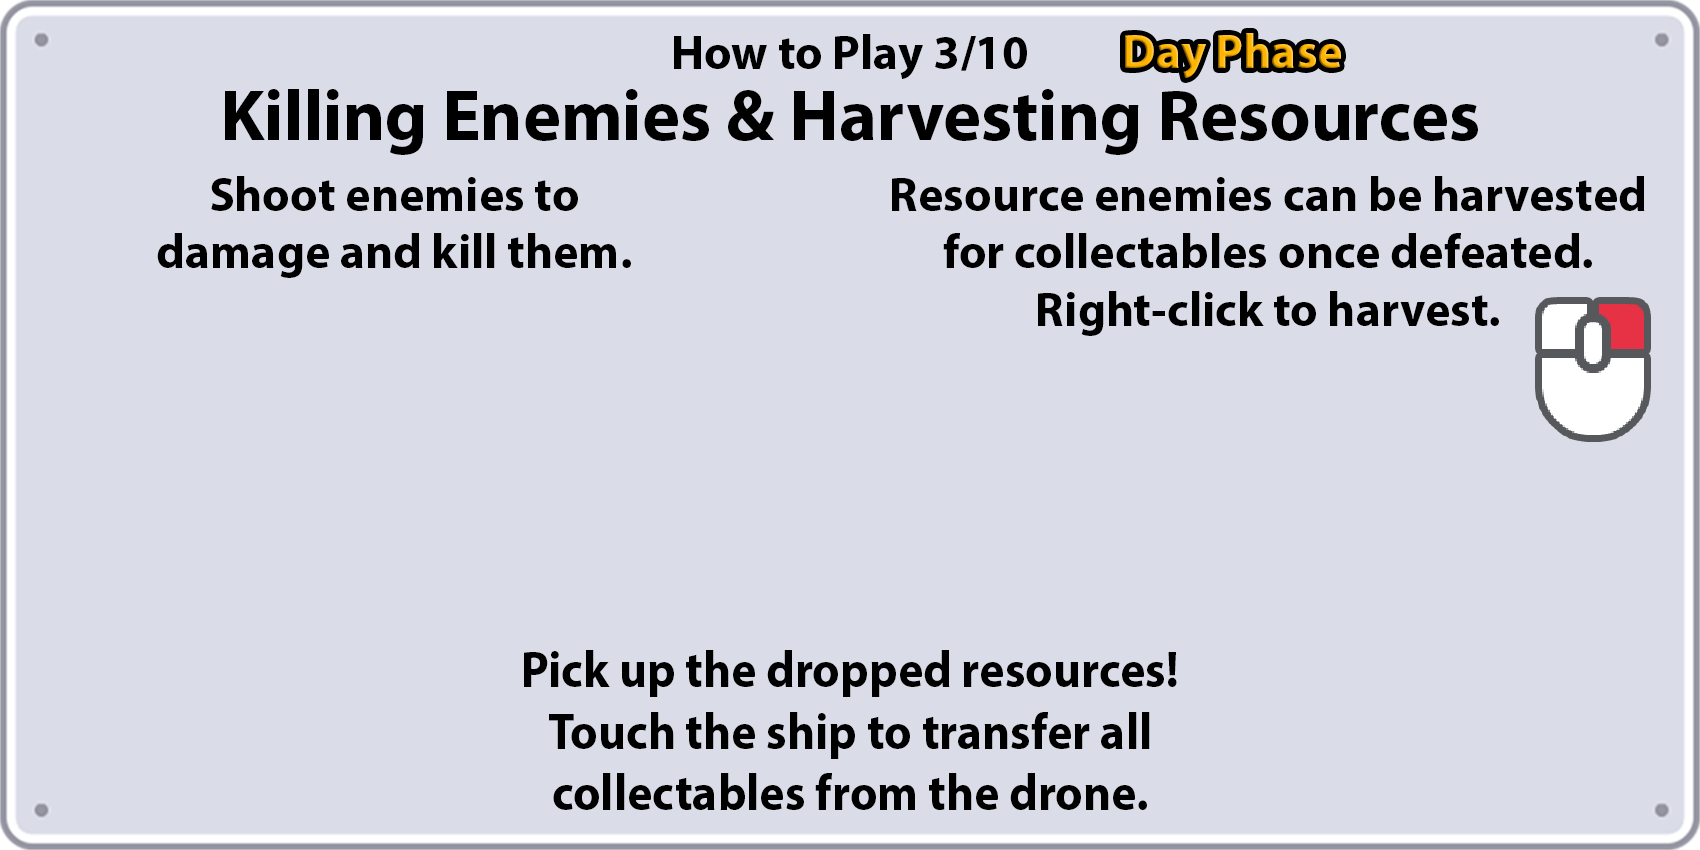 How to Play 3/10
Day Phase
Killing Enemies & Harvesting Resources
Shoot enemies to
damage and kill them.
Resource enemies can be harvested
for collectables once defeated.
Right-click to harvest.
Pick up the dropped resources!
Touch the ship to transfer all
collectables from the drone.